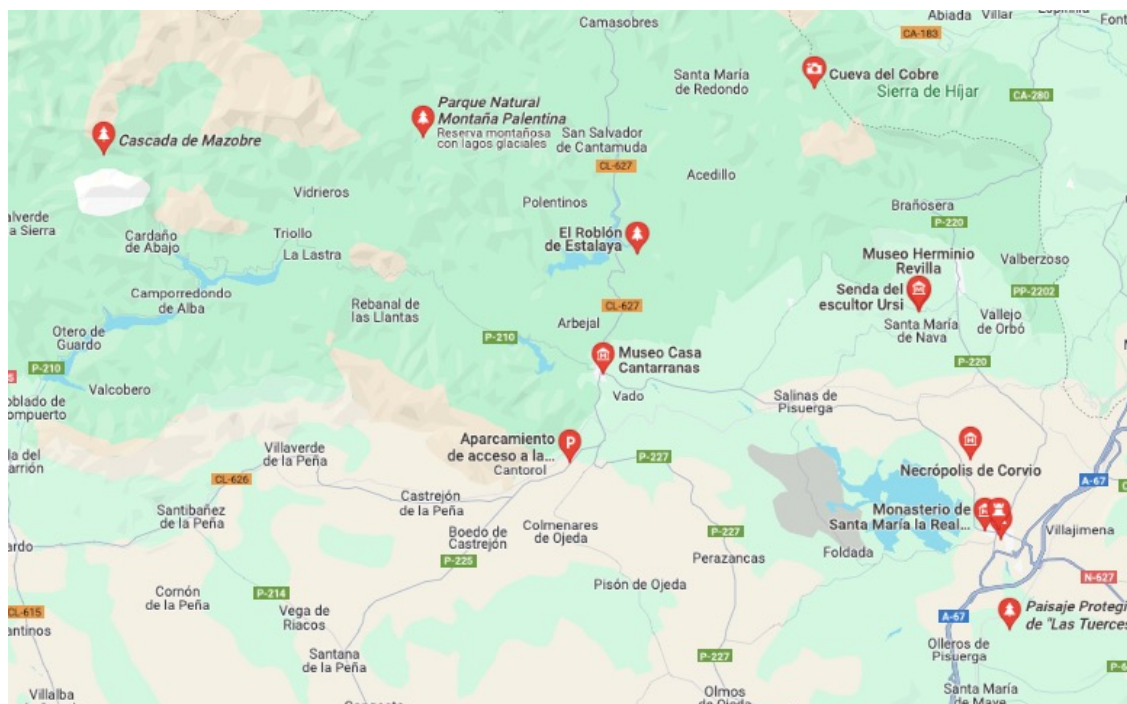 Camasobres
Abiada
Villar
CA-183
Cueva del Cobre
Sierra de Híjar
Santa María
de Redondo
CA-280
Parque Natural
Montaña Palentina
Reserva montañosa
con lagos glaciales
Cascada de Mazobre
San Salvador
de Cantamuda
CL-627
Acedillo
Vidrieros
Polentinos
Brañosera
P-220
alverde
a Sierra
Cardaño
de Abajo
Triollo
La Lastra
El Roblón
de Estalaya
Museo Herminio
Revilla
Valberzoso
Senda del
escultor Ursi
PP-2202
Camporredondo
de Alba
Rebanal de
las Llantas
CL-627
Arbejal
Santa María
de Nava
Vallejo
de Orbó
Otero de
Guardo
P-210
P-210
Museo Casa
Cantarranas
P-220
Valcobero
Vado
Salinas de
Pisuerga
oblado de
ompuerto
Aparcamiento
de acceso a la...
Cantorol
Villaverde
de la Peña
P-227
Necrópolis de Corvio
la del
arrión
CL-626
A-67
Castrejón
de la Peña
Santibáñez
de la Peña
Monasterio de
Santa María la Real...
Villajimena
Colmenares
de Ojeda
Boedo de
Castrejón
P-227
ardo
Foldada
P-225
Perazancas
Pisón de Ojeda
N-627
Cornón
de la Peña
P-214
CL-615
Vega de
Riacos
A-67
Paisaje Protegi
de "Las Tuerces
antinos
Olleros de
Pisuerga
Santana
de la Peña
P-227
P-6
Villalba
Olmos
de Ojeda
Santa María
de Mave